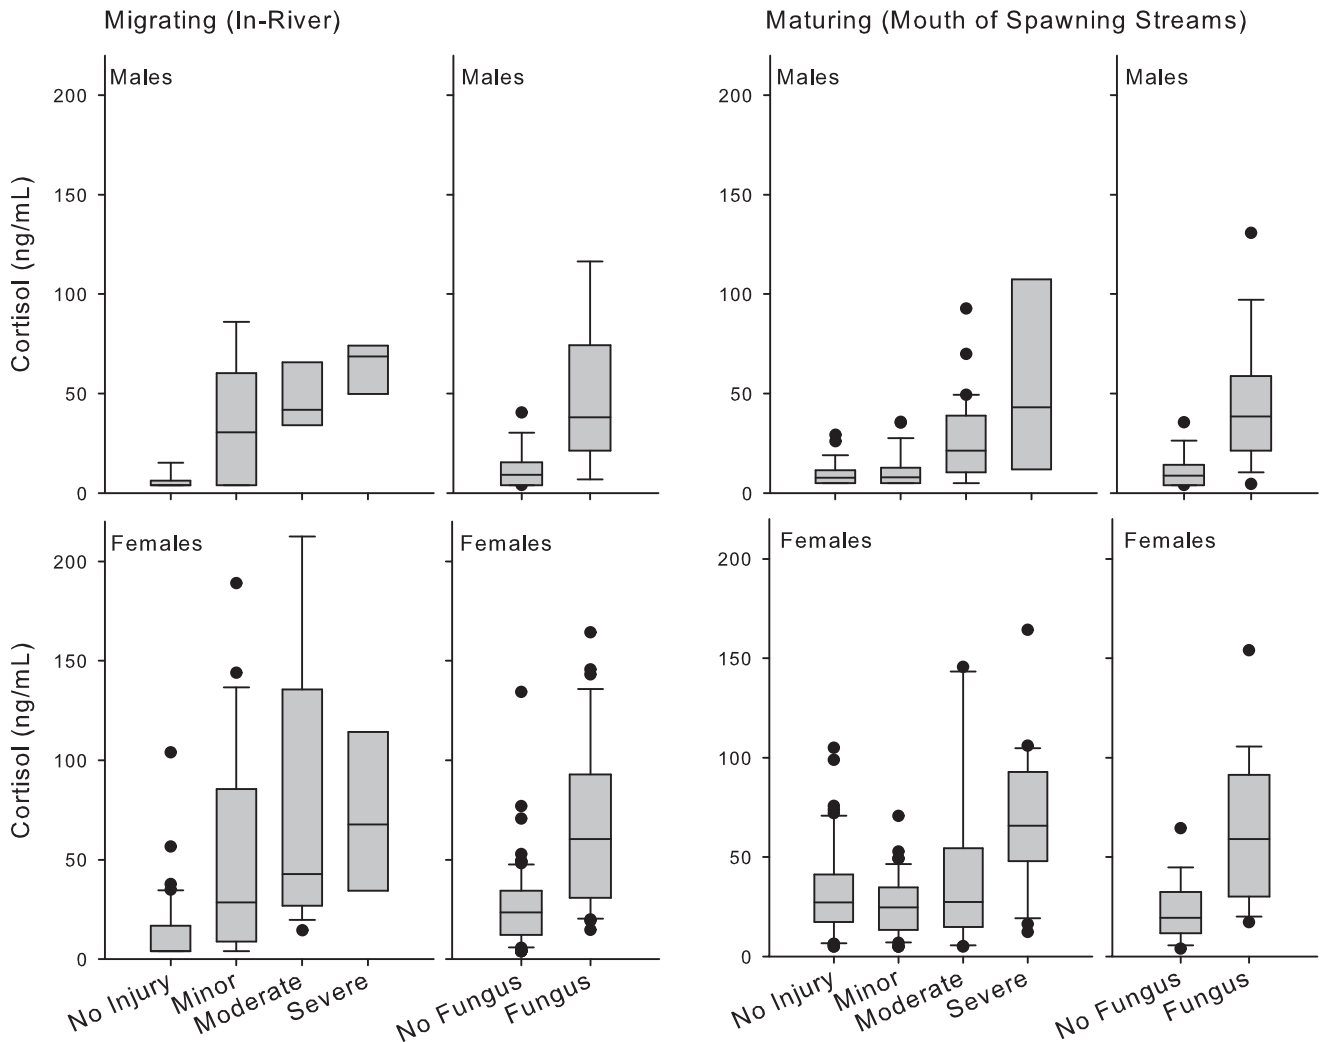 Migrating (In-River)
Maturing (Mouth of Spawning Streams)
Cortisol (ng/mL)
200
150
100
50
0
Males
Males
Cortisol (ng/mL)
200
150
100
50
0
Males
Males
Cortisol (ng/mL)
200
150
100
50
0
Females
Females
200
150
100
50
0
Females
Females
No Injury
Minor
Moderate
Severe
No Fungus
Fungus
No Injury
Minor
Moderate
Severe
No Fungus
Fungus